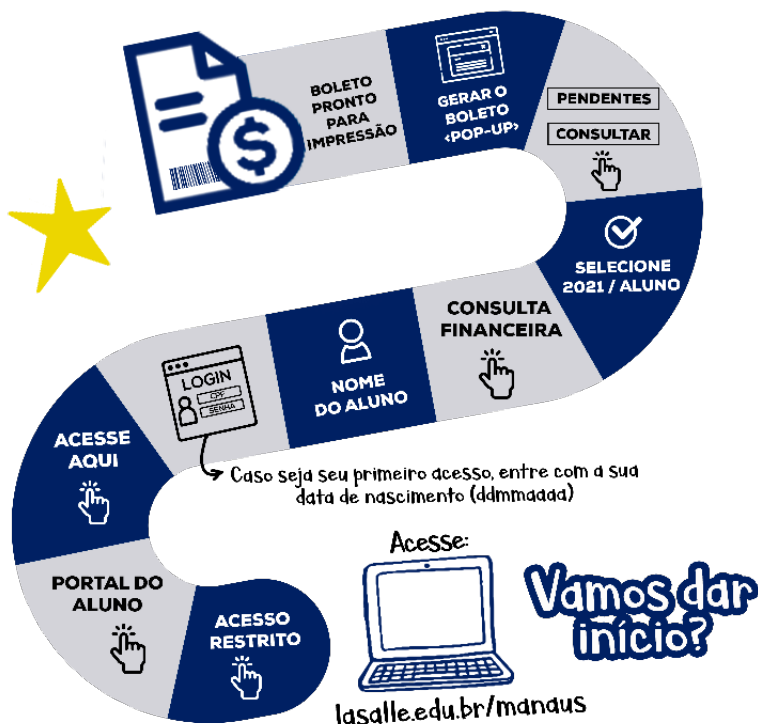 BOLETO
PRONTO
PARA
IMPRESSÃO
GERAR O
BOLETO
<POP-UP>
PENDENTES
CONSULTAR
SELECIONE
2021 / ALUNO
CONSULTA
FINANCEIRA
NOME
DO ALUNO
LOGIN
CPF
SENHA
ACESSE
AQUI
Caso seja seu primeiro acesso, entre com a sua
data de nascimento (ddmmaaaa)
PORTAL DO
ALUNO
ACESSO
RESTRITO
Acesse:
lasalle.edu.br/manaus
Vamos dar
início?